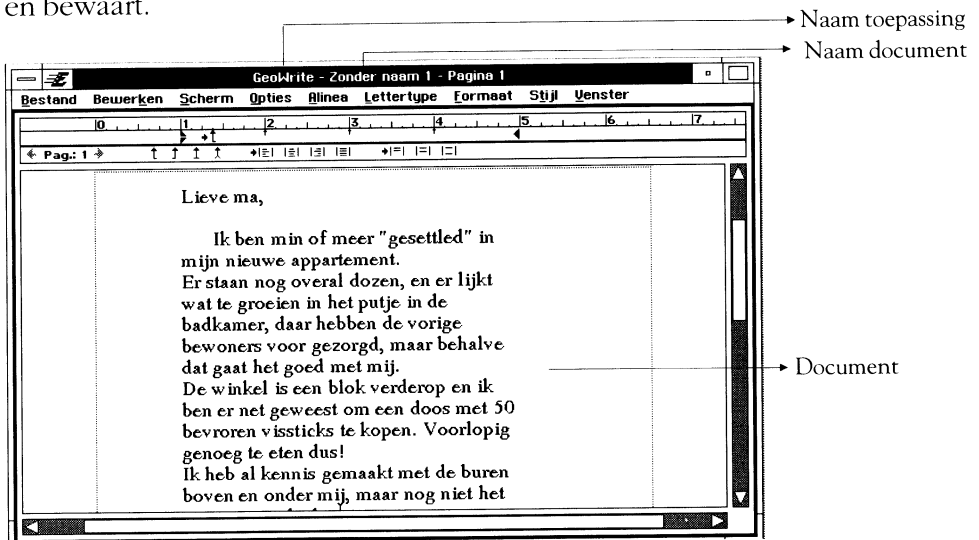 en bewaart.
Naam toepassing
Naam document
GeoWrite - Zonder naam 1 - Pagina 1
Bestand Bewerken Scherm Opties Alinea Lettertype Formaat Stijl Venster
0 1 2 3 4 5 6 7
Pag.: 1
Lieve ma,
Ik ben min of meer "gesettled" in
mijn nieuwe appartement.
Er staan nog overal dozen, en er lijkt
wat te groeien in het putje in de
badkamer, daar hebben de vorige
bewoners voor gezorgd, maar behalve
dat gaat het goed met mij.
De winkel is een blok verderop en ik
ben er net geweest om een doos met 50
bevroren vissticks te kopen. Voorlopig
genoeg te eten dus!
Ik heb al kennis gemaakt met de buren
boven en onder mij, maar nog niet het
Document